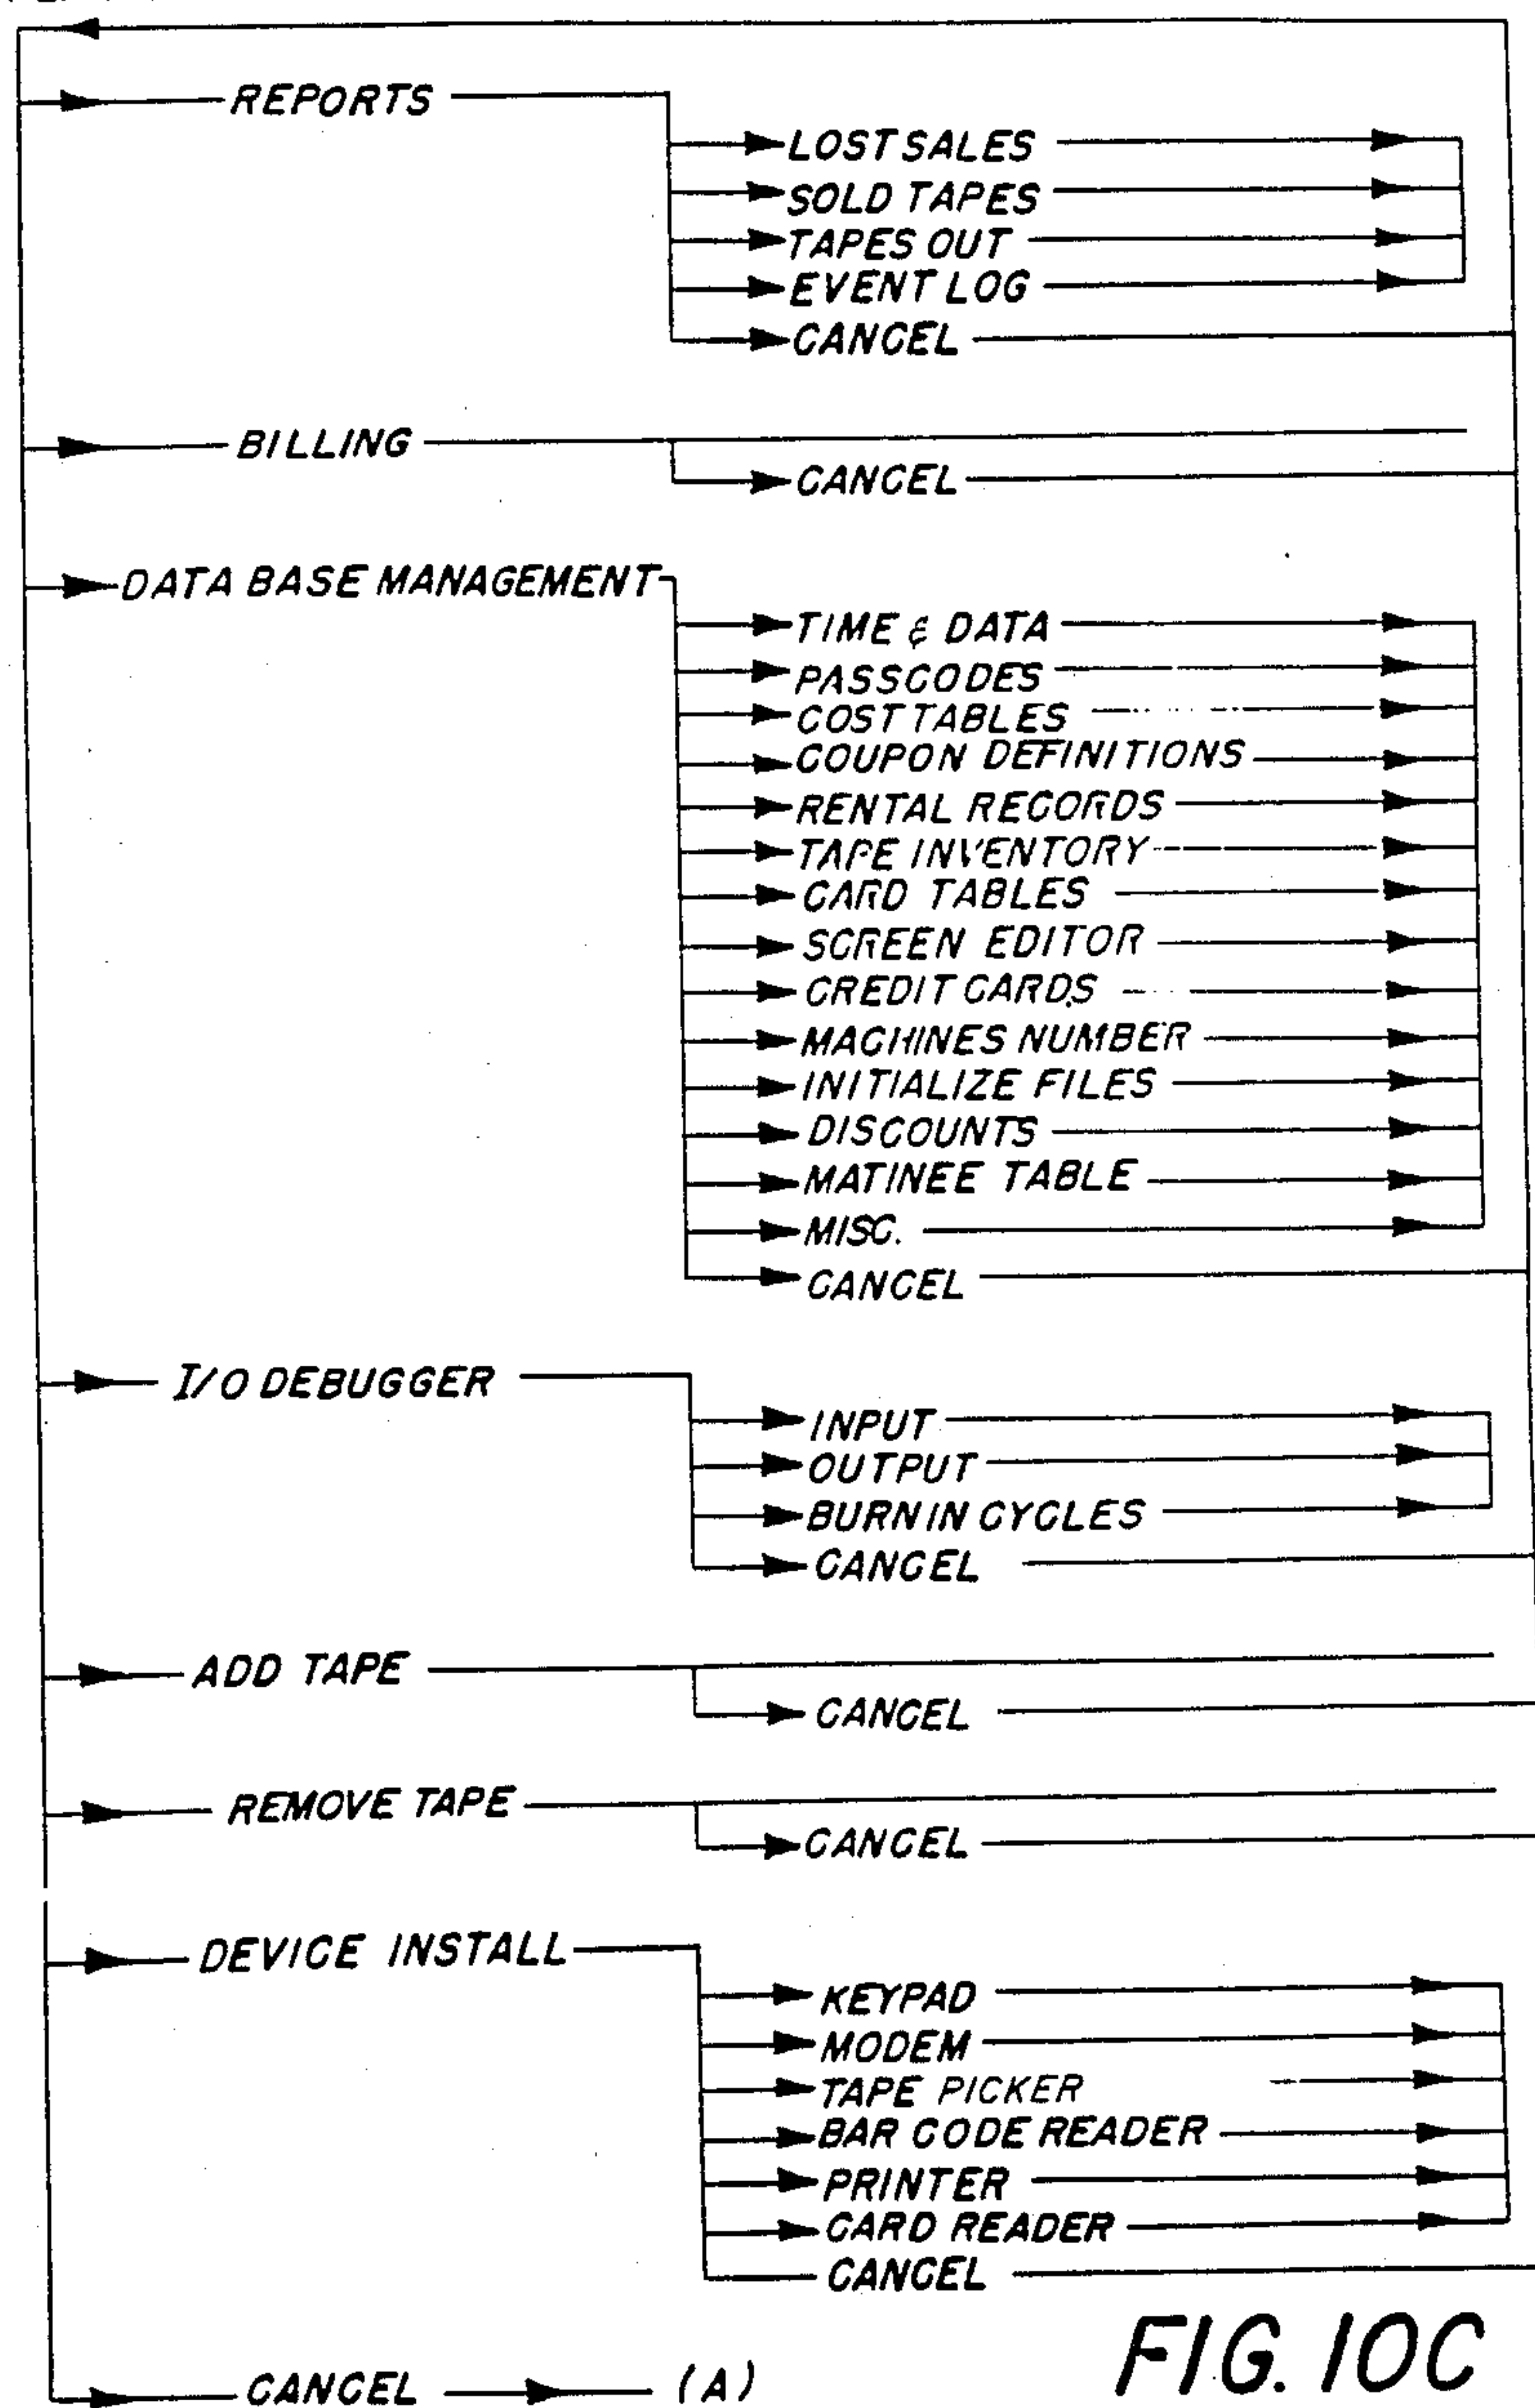 REPORTS
LOST SALES
SOLD TAPES
TAPES OUT
EVENT LOG
CANCEL
BILLING
CANCEL
DATA BASE MANAGEMENT
TIME & DATA
PASSCODES
COST TABLES
COUPON DEFINITIONS
RENTAL RECORDS
TAPE INVENTORY
CARD TABLES
SCREEN EDITOR
CREDIT CARDS
MACHINES NUMBER
INITIALIZE FILES
DISCOUNTS
MATINEE TABLE
MISC.
CANCEL
I/O DEBUGGER
INPUT
OUTPUT
BURN IN CYCLES
CANCEL
ADD TAPE
CANCEL
REMOVE TAPE
CANCEL
DEVICE INSTALL
KEYPAD
MODEM
TAPE PICKER
BAR CODE READER
PRINTER
CARD READER
CANCEL
CANCEL (A)
FIG. 10C